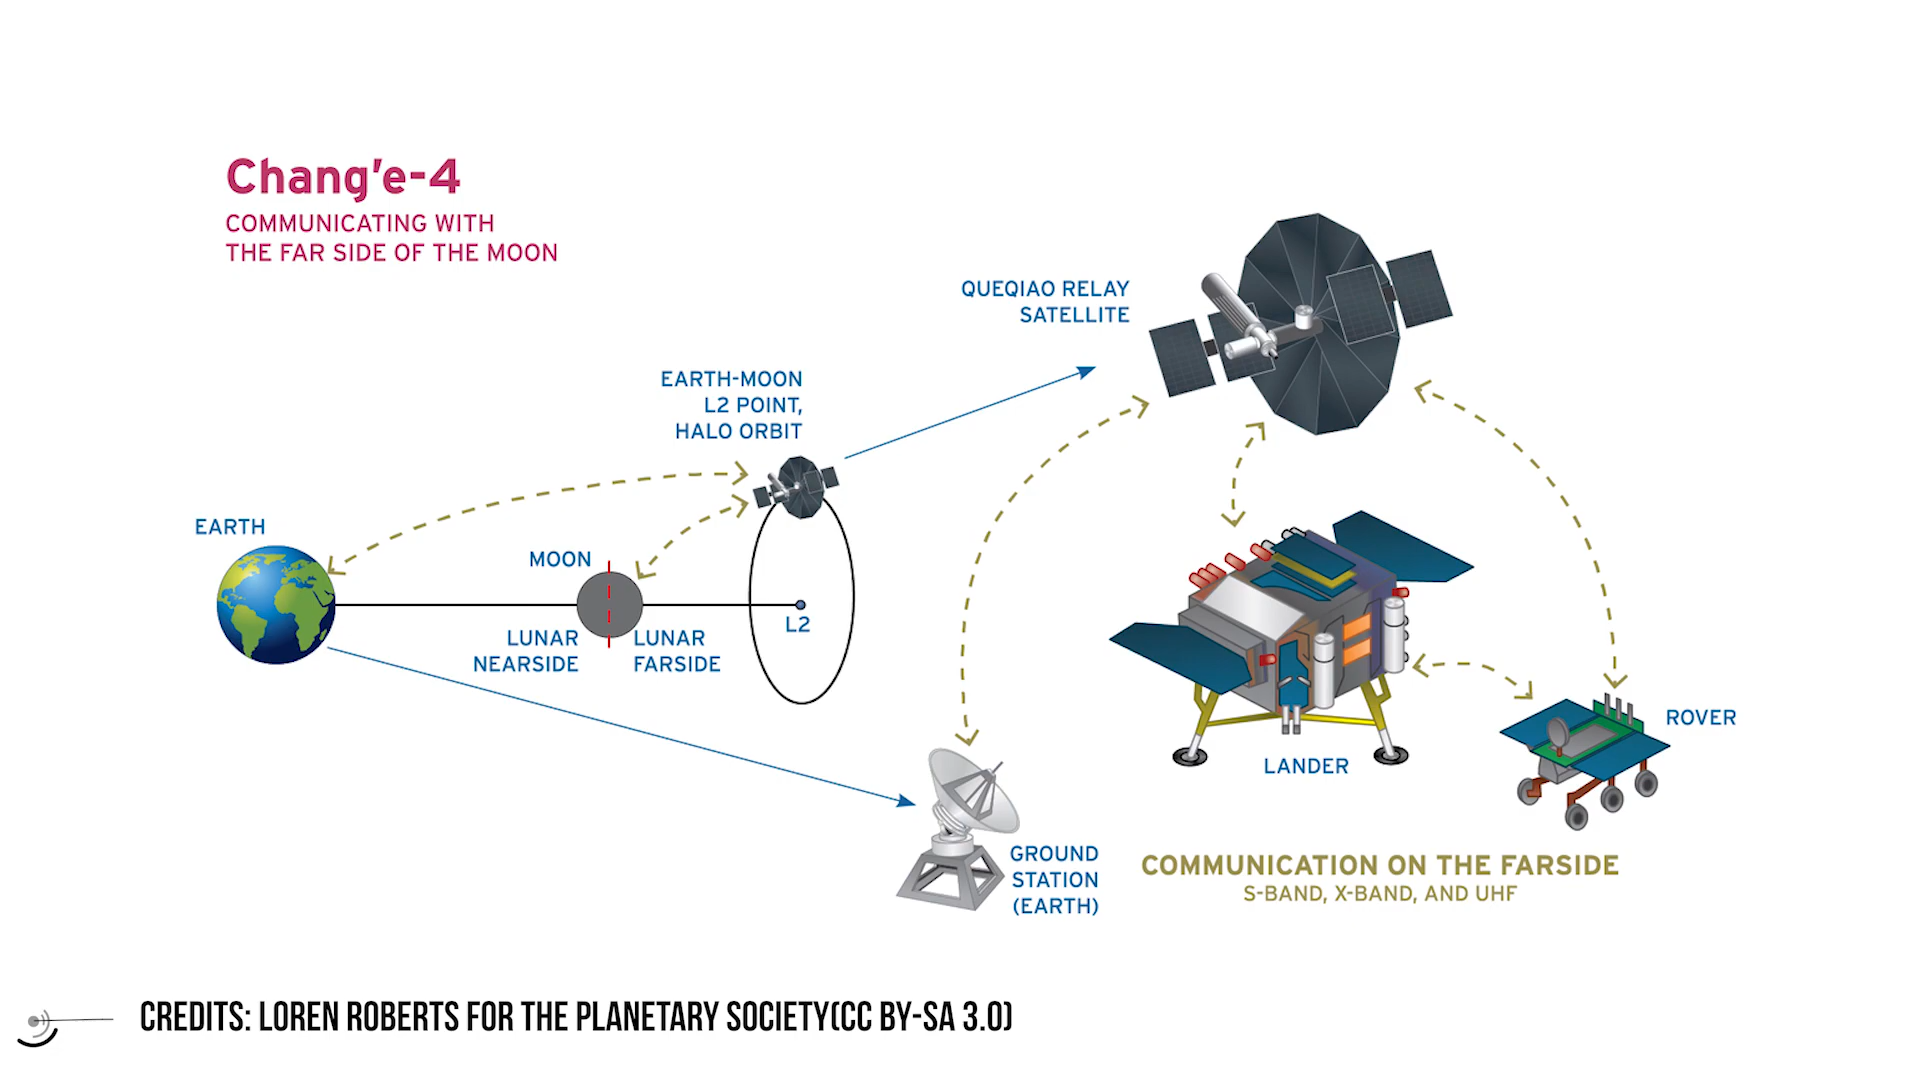 Chang'e-4
COMMUNICATING WITH
THE FAR SIDE OF THE MOON
QUEQIAO RELAY
SATELLITE
EARTH-MOON
L2 POINT,
HALO ORBIT
EARTH
MOON
LUNAR
NEARSIDE
LUNAR
FARSIDE
L2
LANDER
ROVER
GROUND
STATION
(EARTH)
COMMUNICATION ON THE FARSIDE
S-BAND, X-BAND, AND UHF
CREDITS: LOREN ROBERTS FOR THE PLANETARY SOCIETY(CC BY-SA 3.0)